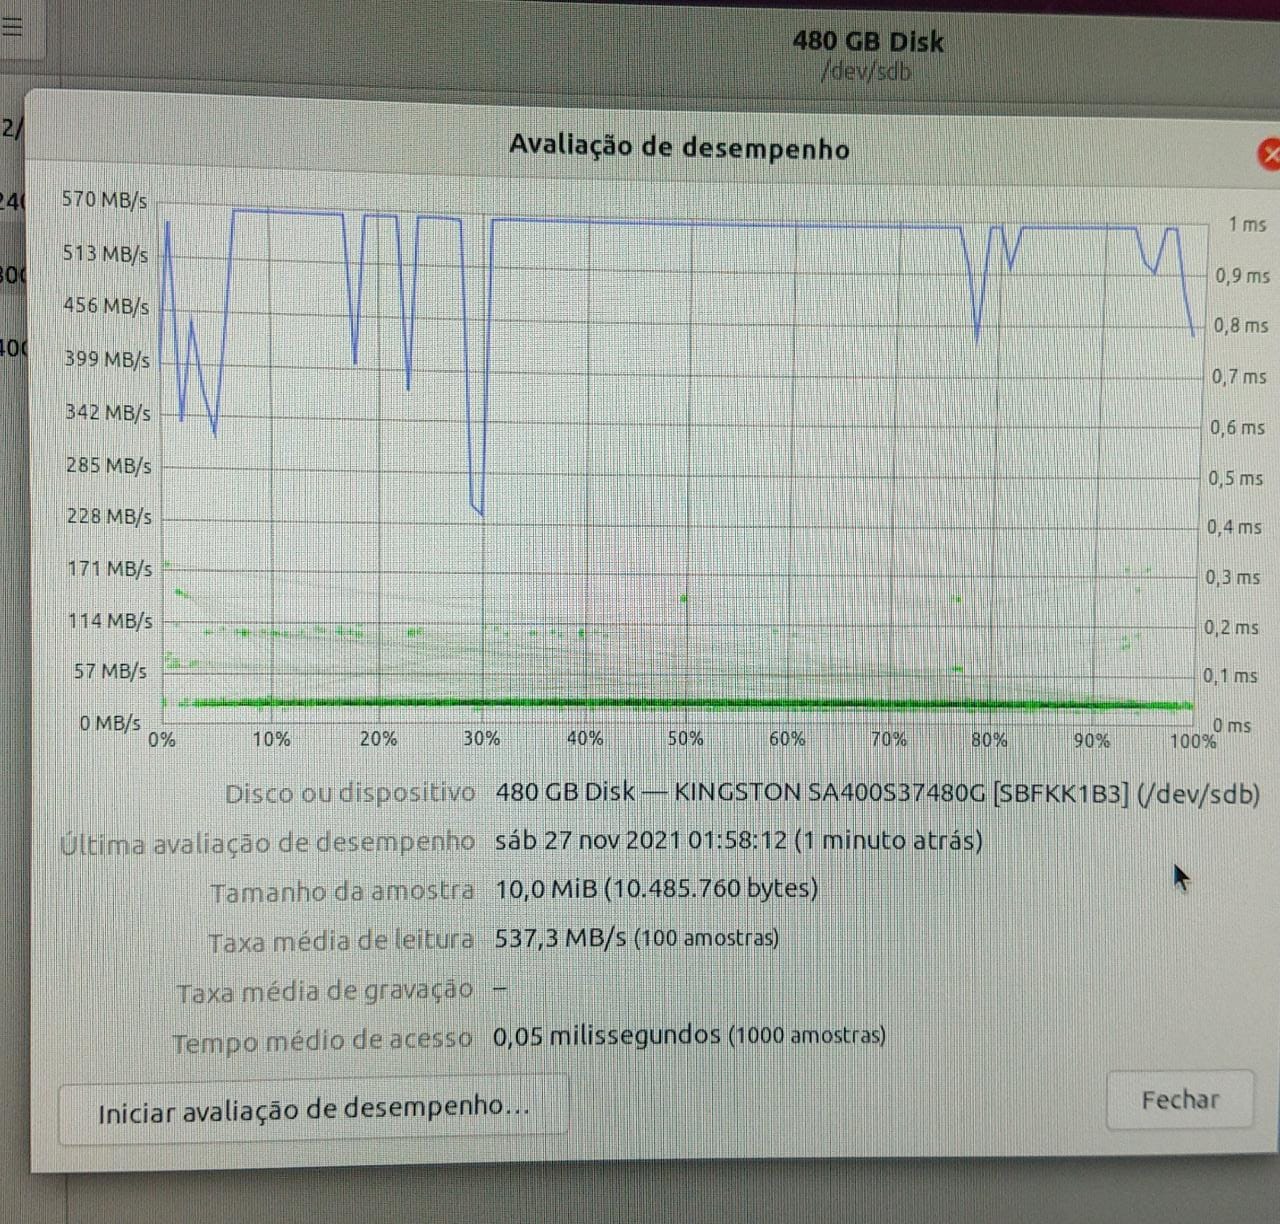 480 GB Disk
/dev/sdb
Avaliação de desempenho
2/
570 MB/s
1 ms
513 MB/s
0,9 ms
456 MB/s
0,8 ms
399 MB/s
0,7 ms
342 MB/s
0,6 ms
285 MB/s
0,5 ms
228 MB/s
0,4 ms
171 MB/s
0,3 ms
114 MB/s
0,2 ms
57 MB/s
0,1 ms
0 MB/s
0 ms
0% 10% 20% 30% 40% 50% 60% 70% 80% 90% 100%
Disco ou dispositivo 480 GB Disk — KINGSTON SA400S37480G [SBFKK1B3] (/dev/sdb)
Última avaliação de desempenho sáb 27 nov 2021 01:58:12 (1 minuto atrás)
Tamanho da amostra 10,0 MiB (10.485.760 bytes)
Taxa média de leitura 537,3 MB/s (100 amostras)
Taxa média de gravação –
Tempo médio de acesso 0,05 milissegundos (1000 amostras)
Iniciar avaliação de desempenho...
Fechar